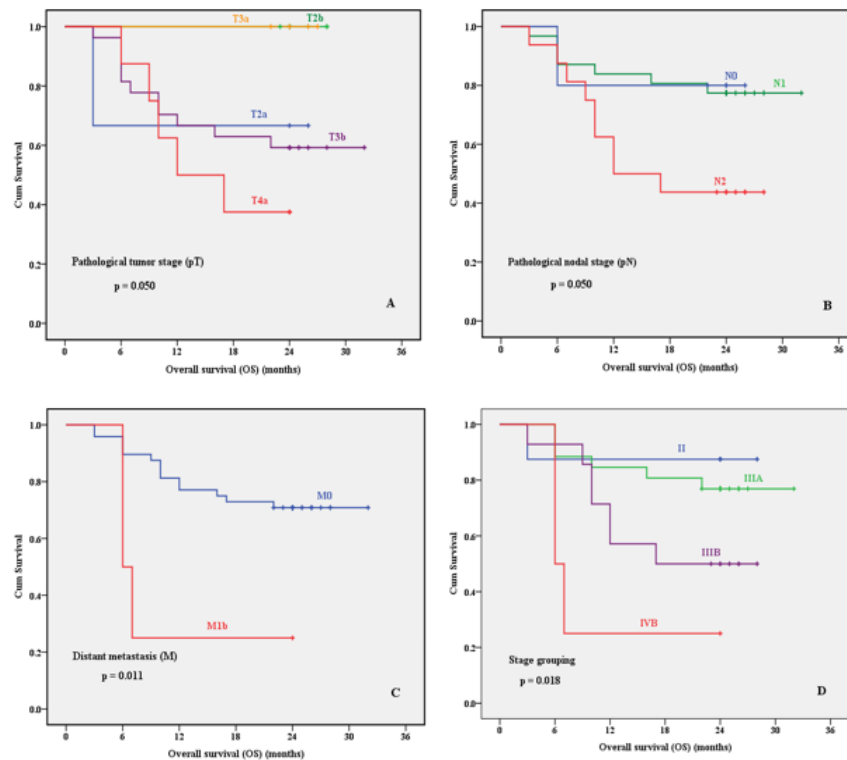 1.0
0.8
0.6
0.4
0.2
0.0
Cum Survival
T3a T2b
T2a
T3b
T4a
Pathological tumor stage (pT)
p = 0.050
A
0 6 12 18 24 30 36
Overall survival (OS) (months)
1.0
0.8
0.6
0.4
0.2
0.0
Cum Survival
N0
N1
N2
Pathological nodal stage (pN)
p = 0.050
B
0 6 12 18 24 30 36
Overall survival (OS) (months)
1.0
0.8
0.6
0.4
0.2
0.0
Cum Survival
M0
M1b
Distant metastasis (M)
p = 0.011
C
0 6 12 18 24 30 36
Overall survival (OS) (months)
1.0
0.8
0.6
0.4
0.2
0.0
Cum Survival
II
IIIA
IIIB
IVB
Stage grouping
p = 0.018
D
0 6 12 18 24 30 36
Overall survival (OS) (months)